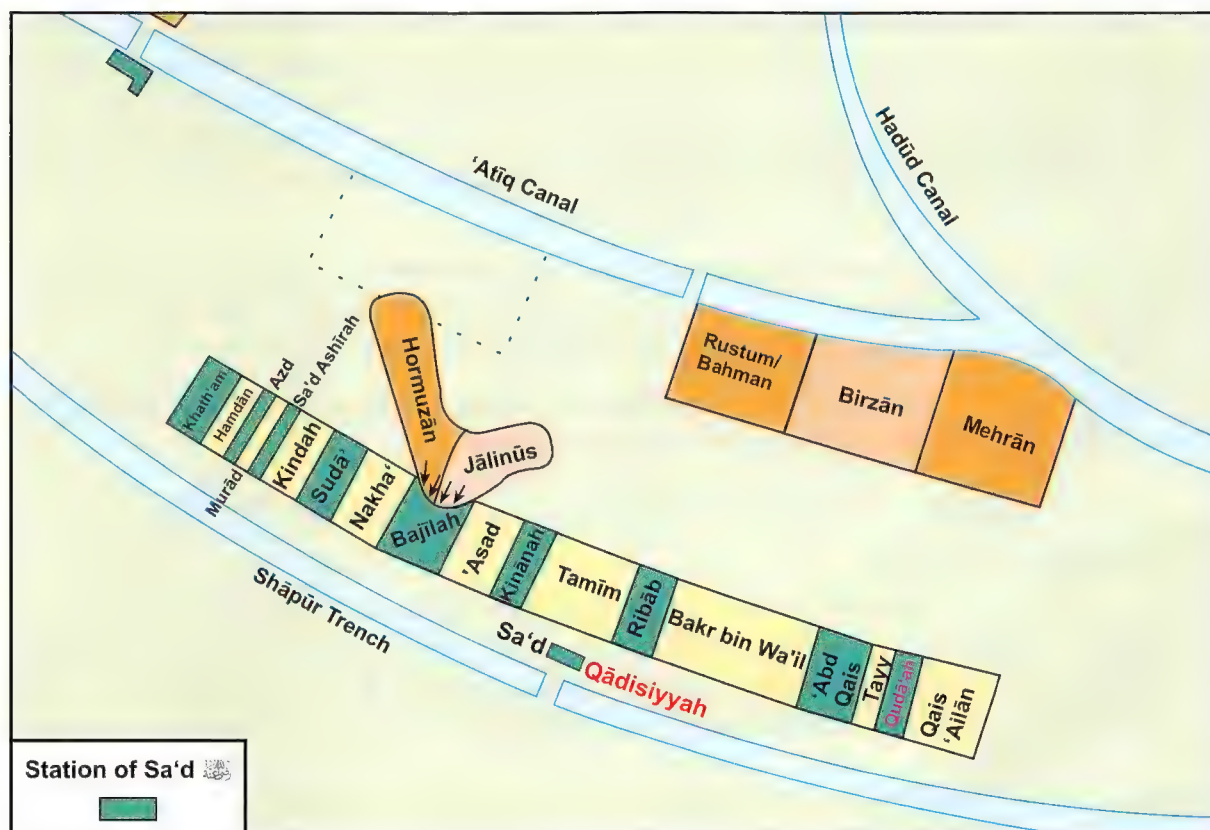 'Atīq Canal
Hadūd Canal
Rustum/
Bahman
Birzān
Mehrān
Hormuzān
Jālinūs
Khath'am
Hamdān
Azd
Sa'd Ashīrah
Murād
Kindah
Sudā'
Nakha'
Bajīlah
'Asad
Kinānah
Tamīm
Ribāb
Bakr bin Wa'il
'Abd
Qais
Tayy
Qudā'ah
Qais
'Ailān
Shāpūr Trench
Sa'd
Qādisiyyah
Station of Sa'd